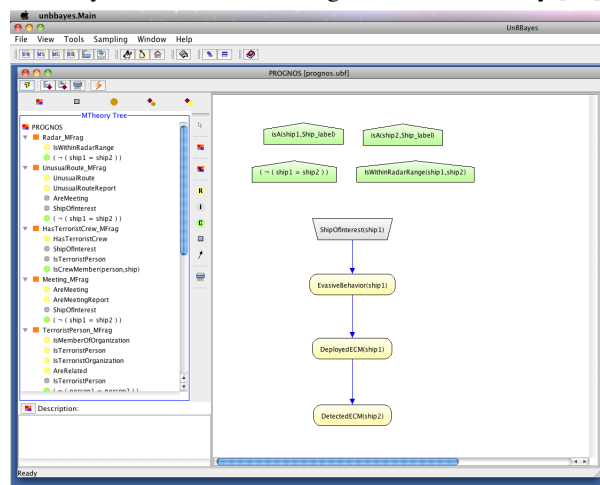 unbbayes.Main
UnBBayes
File View Tools Sampling Window Help
PROGNOS [prognos.ubf]
MTheory Tree
PROGNOS
Radar_MFrag
IsWithinRadarRange
( ¬ ( ship1 = ship2 ) )
UnusualRoute_MFrag
UnusualRoute
UnusualRouteReport
AreMeeting
ShipOfInterest
( ¬ ( ship1 = ship2 ) )
HasTerroristCrew_MFrag
HasTerroristCrew
ShipOfInterest
IsTerroristPerson
IsCrewMember(person,ship)
Meeting_MFrag
AreMeeting
AreMeetingReport
ShipOfInterest
( ¬ ( ship1 = ship2 ) )
TerroristPerson_MFrag
IsMemberOfOrganization
IsTerroristPerson
IsTerroristOrganization
AreRelated
IsTerroristPerson
( ¬ ( person1 = person2 ) )
R
I
C
isA(ship1,Ship_label)
isA(ship2,Ship_label)
( ¬ ( ship1 = ship2 ) )
IsWithinRadarRange(ship1,ship2)
ShipOfInterest(ship1)
EvasiveBehavior(ship1)
DeployedECM(ship1)
DetectedECM(ship2)
Description:
Ready